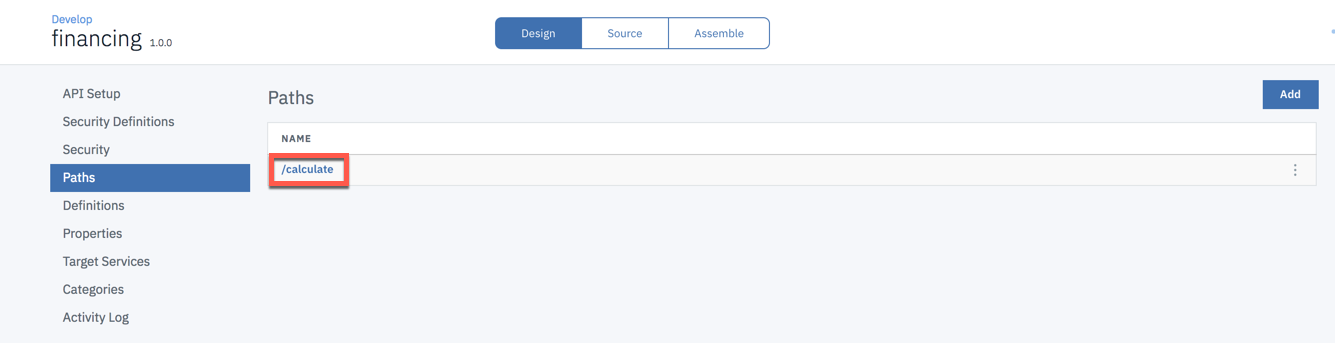 Develop
financing 1.0.0
Design Source Assemble
API Setup
Security Definitions
Security
Paths
Definitions
Properties
Target Services
Categories
Activity Log
Paths
Add
NAME
/calculate